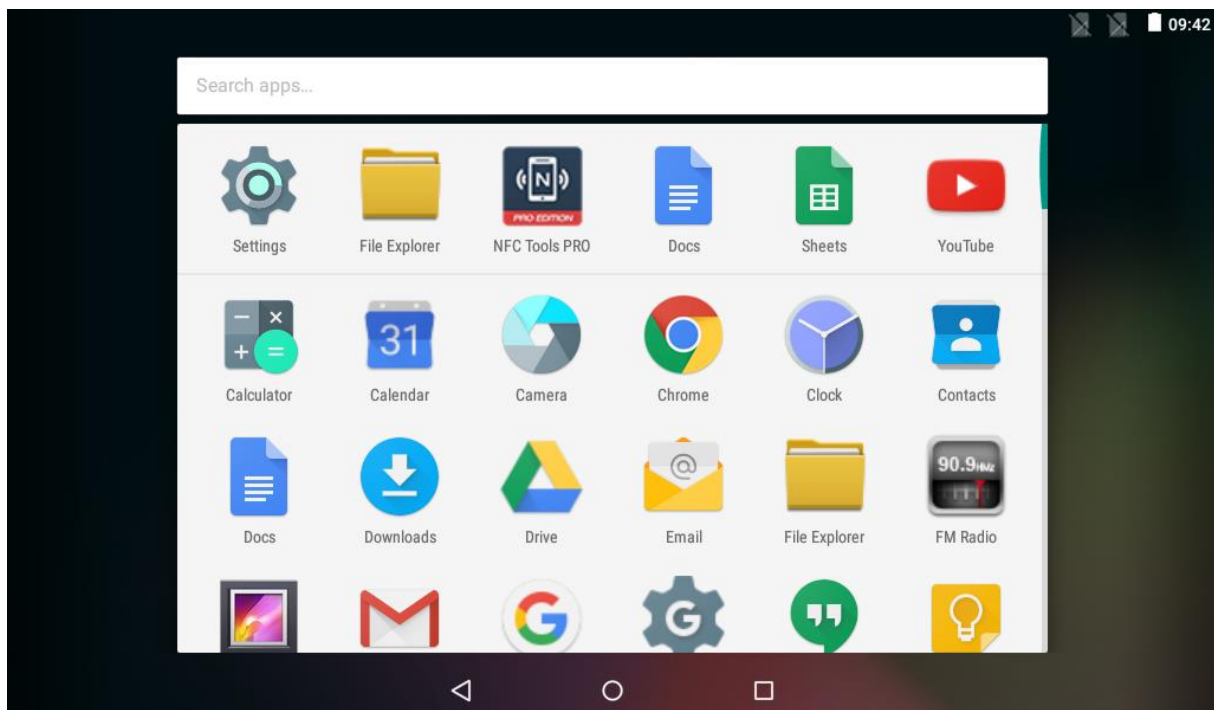 09:42
Search apps...
N
PRO EDITION
Settings File Explorer NFC Tools PRO Docs Sheets YouTube
31
Calculator Calendar Camera Chrome Clock Contacts
@
90.9 HMz
Docs Downloads Drive Email File Explorer FM Radio
G G